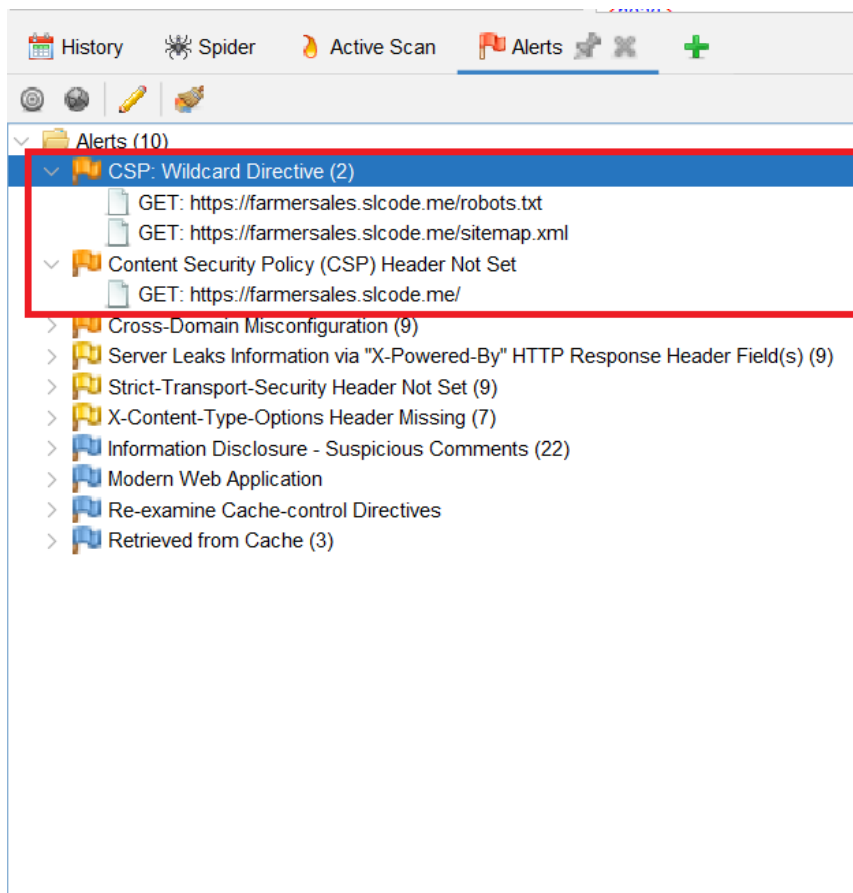 History Spider Active Scan Alerts
Alerts (10)
CSP: Wildcard Directive (2)
GET: https://farmersales.slcode.me/robots.txt
GET: https://farmersales.slcode.me/sitemap.xml
Content Security Policy (CSP) Header Not Set
GET: https://farmersales.slcode.me/
Cross-Domain Misconfiguration (9)
Server Leaks Information via "X-Powered-By" HTTP Response Header Field(s) (9)
Strict-Transport-Security Header Not Set (9)
X-Content-Type-Options Header Missing (7)
Information Disclosure - Suspicious Comments (22)
Modern Web Application
Re-examine Cache-control Directives
Retrieved from Cache (3)